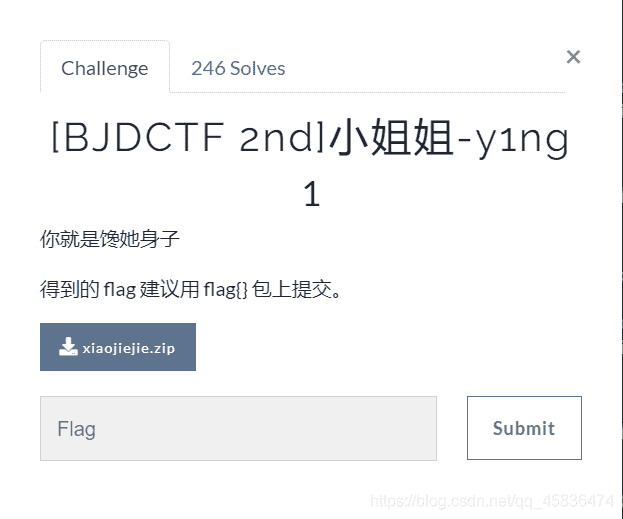 Challenge
246 Solves
×
[BJDCTF 2nd]小姐姐-y1ng
1
你就是馋她身子
得到的 flag 建议用 flag{} 包上提交。
xiaojiejie.zip
Flag
Submit
https://blog.csdn.net/qq_45836474